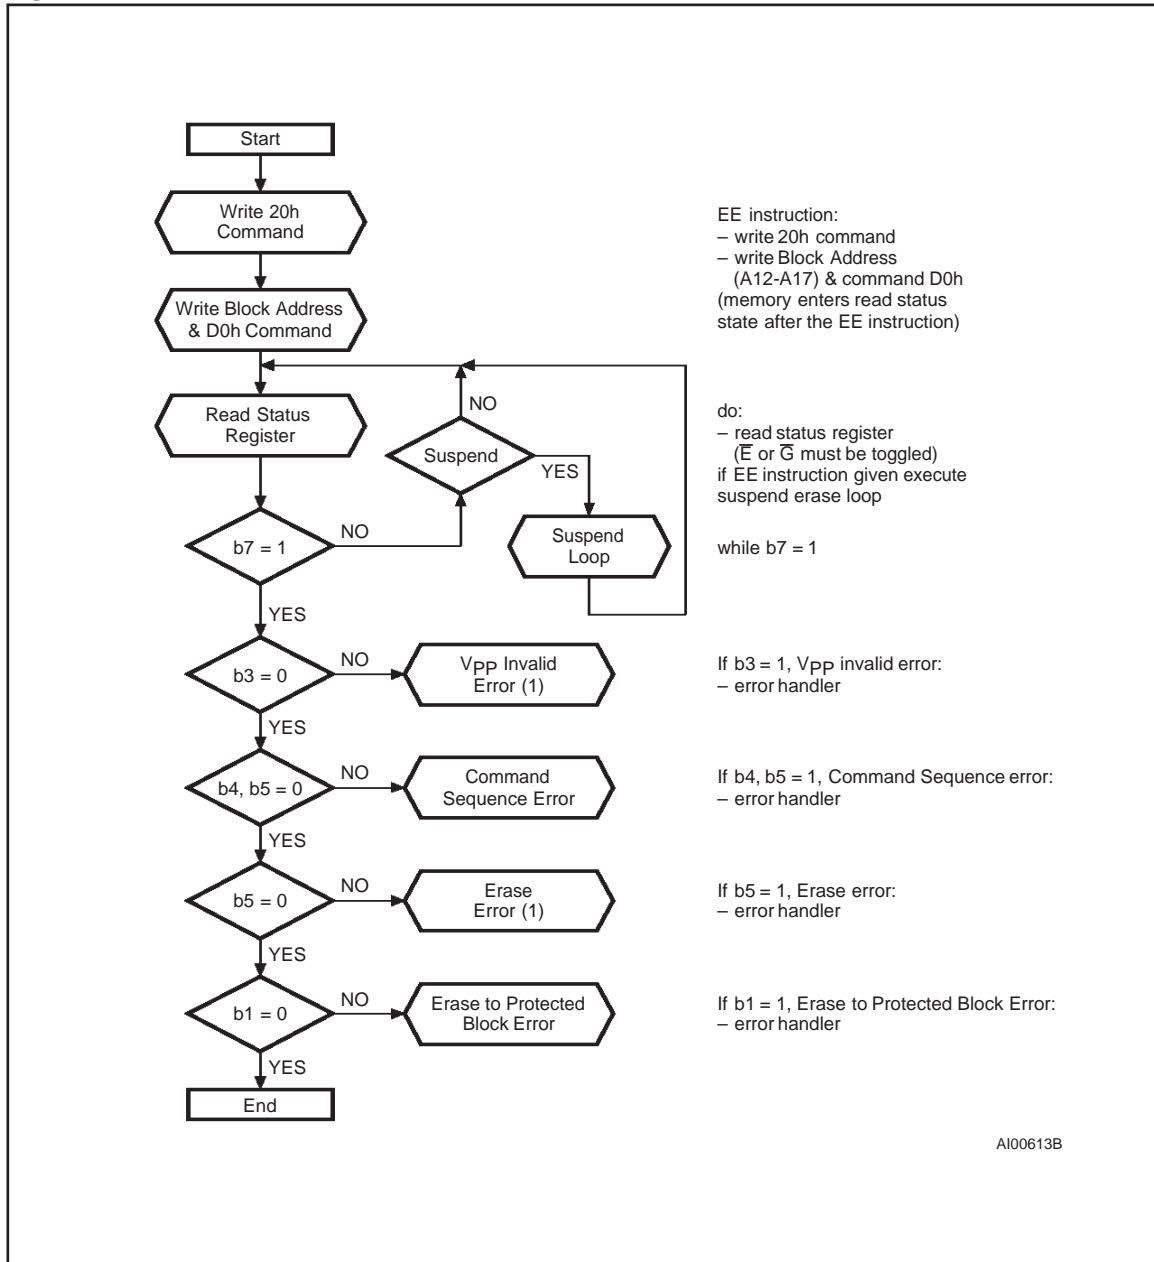 Start
Write 20h
Command
EE instruction:
– write 20h command
– write Block Address
(A12-A17) & command D0h
(memory enters read status
state after the EE instruction)
Write Block Address
& D0h Command
Read Status
Register
NO
Suspend
YES
Suspend
Loop
do:
– read status register
(E̅ or G̅ must be toggled)
if EE instruction given execute
suspend erase loop
while b7 = 1
b7 = 1
NO
YES
b3 = 0
NO
VPP Invalid
Error (1)
If b3 = 1, VPP invalid error:
– error handler
YES
b4, b5 = 0
NO
Command
Sequence Error
If b4, b5 = 1, Command Sequence error:
– error handler
YES
b5 = 0
NO
Erase
Error (1)
If b5 = 1, Erase error:
– error handler
YES
b1 = 0
NO
Erase to Protected
Block Error
If b1 = 1, Erase to Protected Block Error:
– error handler
YES
End
AI00613B